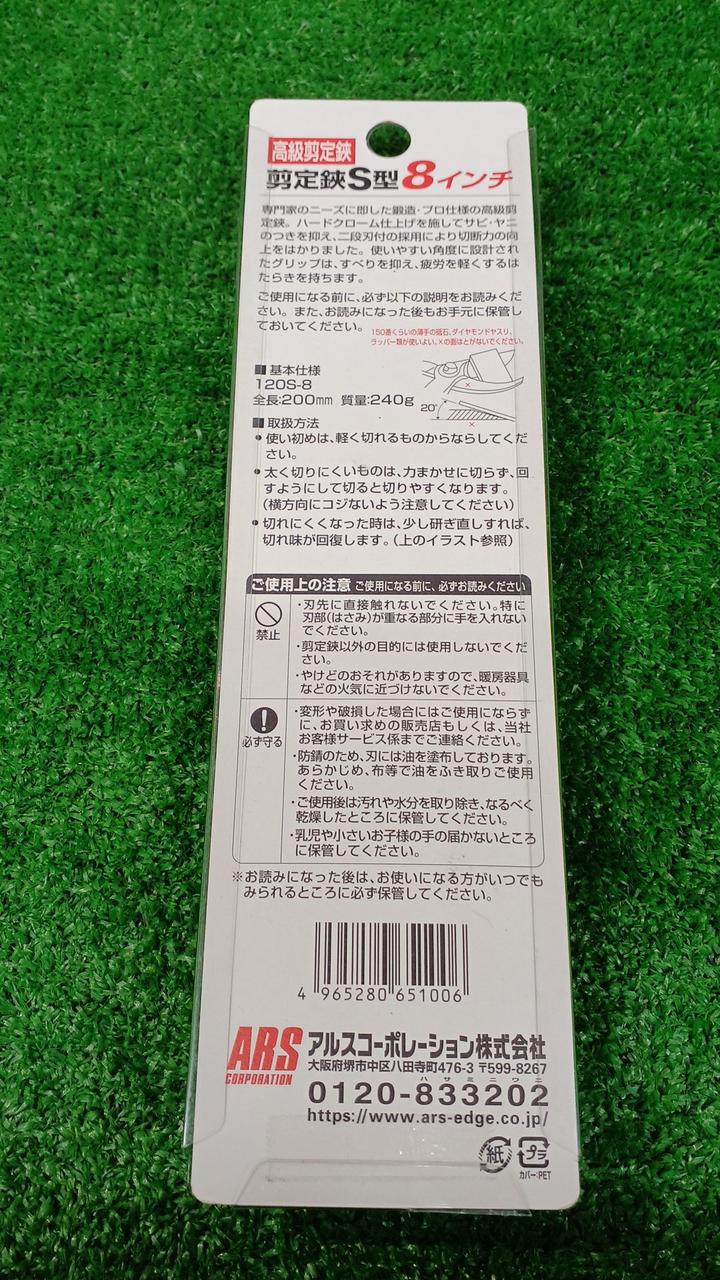 高級剪定鋏
剪定鋏S型8インチ
専門家のニーズに即した鍛造・プロ仕様の高級剪
定鋏。ハードクローム仕上げを施してサビ・ヤニ
のつきを抑え、二段刃付の採用により切断力の向
上をはかりました。使いやすい角度に設計され
たグリップは、すべりを抑え、疲労を軽くするは
たらきを持ちます。
ご使用になる前に、必ず以下の説明をお読みくだ
さい。また、お読みになった後もお手元に保管し
ておいてください。
150番くらいの薄手の砥石、ダイヤモンドヤスリ、
ラッパー類が使いよい、×の面はとがないでください。
■基本仕様
120S-8
全長:200mm 質量:240g
×
20°
×
■取扱方法
•使い初めは、軽く切れるものからならしてくだ
さい。
•太く切りにくいものは、力まかせに切らず、回
すようにして切ると切りやすくなります。
(横方向にコジないよう注意してください)
•切れにくくなった時は、少し研ぎ直しすれば、
切れ味が回復します。(上のイラスト参照)
ご使用上の注意 ご使用になる前に、必ずお読みください
禁止
・刃先に直接触れないでください。特に
刃部(はさみ)が重なる部分に手を入れない
でください。
・剪定鋏以外の目的には使用しないでくだ
さい。
・やけどのおそれがありますので、暖房器具
などの火気に近づけないでください。
必ず守る
・変形や破損した場合にはご使用にならず
に、お買い求めの販売店もしくは、当社
お客様サービス係までご連絡ください。
・防錆のため、刃には油を塗布しております。
あらかじめ、布等で油をふき取りご使用
ください。
・ご使用後は汚れや水分を取り除き、なるべく
乾燥したところに保管してください。
・乳児や小さいお子様の手の届かないところ
に保管してください。
※お読みになった後は、お使いになる方がいつでも
みられるところに必ず保管してください。
4 965280 651006
ARS
CORPORATION
アルスコーポレーション株式会社
大阪府堺市中区八田寺町476-3 〒599-8267
ハサミニワニ
0120-833202
https://www.ars-edge.co.jp/
紙
プラ
カバー:PET